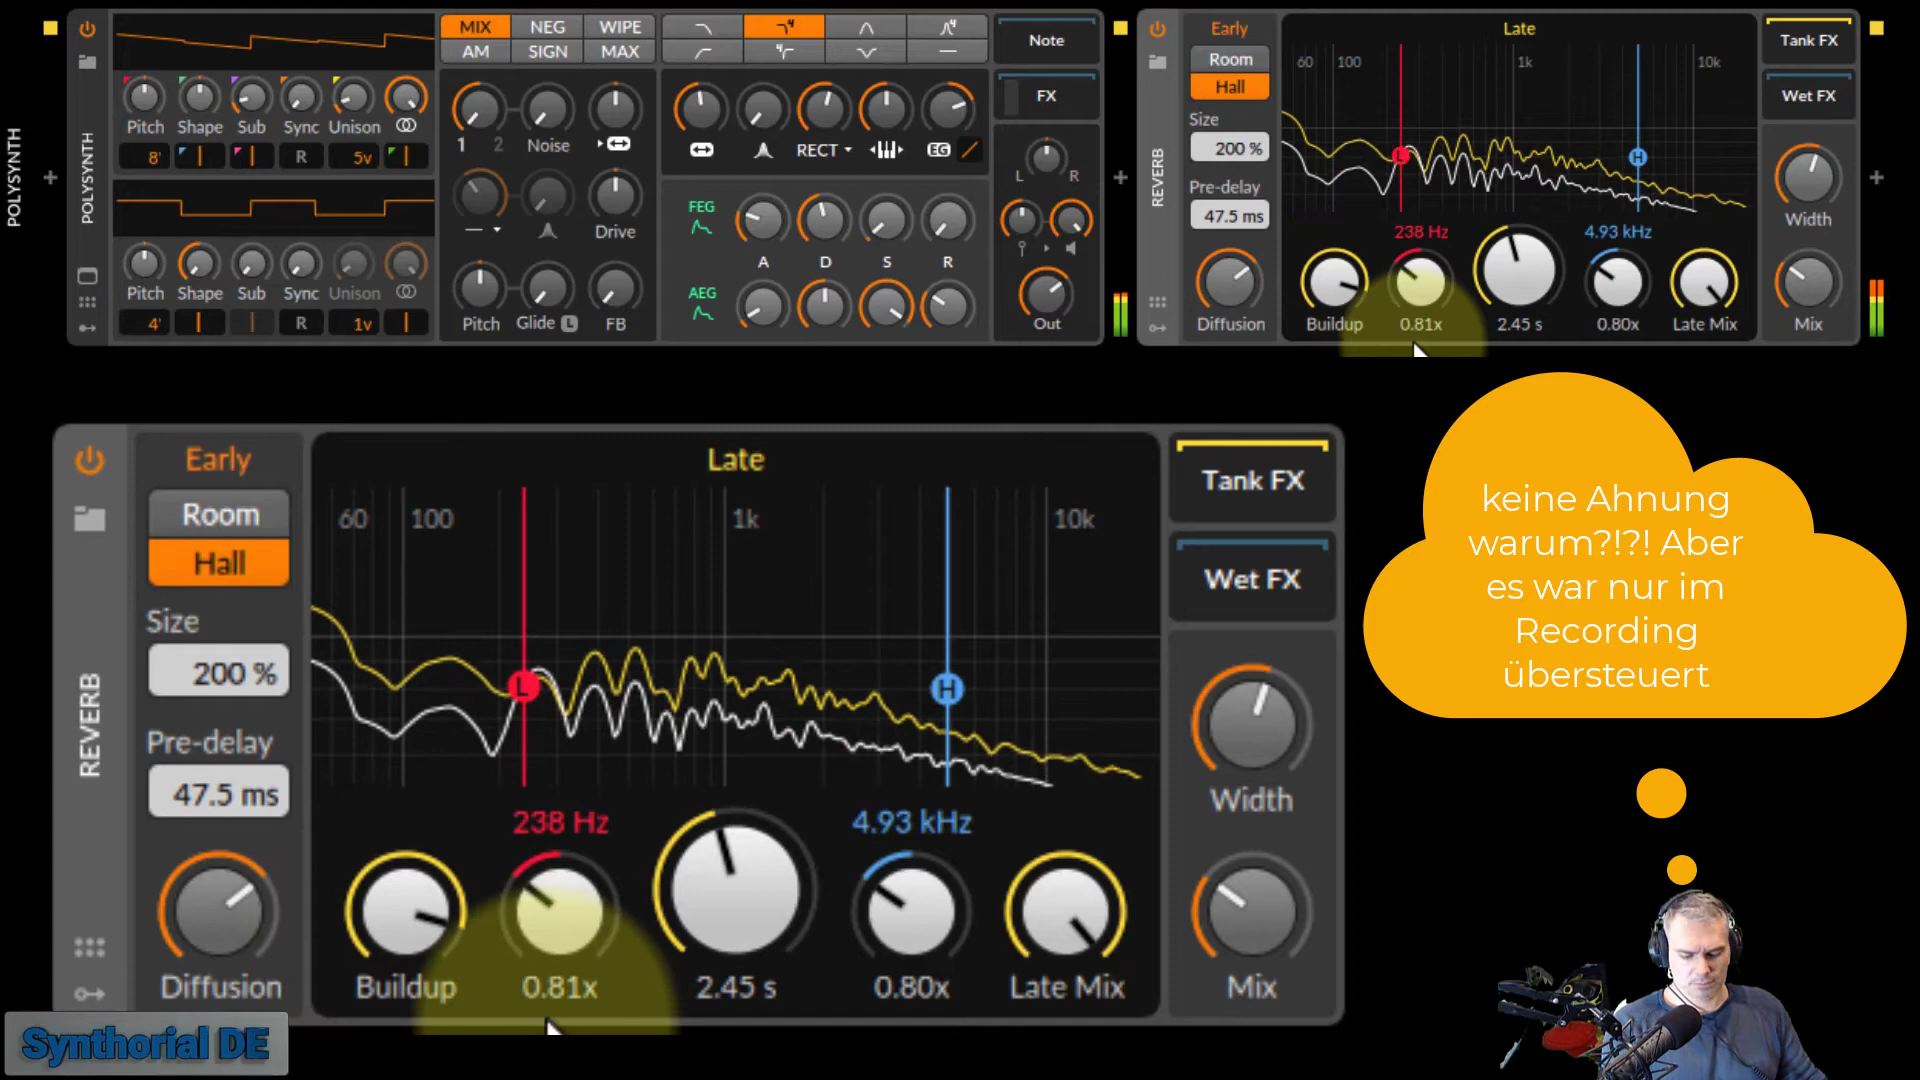 POLYSYNTH
POLYSYNTH
Pitch Shape Sub Sync Unison
8' R 5v
Pitch Shape Sub Sync Unison
4' R 1v
MIX NEG WIPE
AM SIGN MAX
1 2 Noise
Drive
Pitch Glide L FB
4 4
4
RECT EG
FEG
A D S R
AEG
Note
FX
L R
Out
REVERB
Early
Room
Hall
Size
200 %
Pre-delay
47.5 ms
Diffusion
Late
60 100 1k 10k
L H
238 Hz 4.93 kHz
Buildup 0.81x 2.45 s 0.80x Late Mix
Tank FX
Wet FX
Width
Mix
REVERB
Early
Room
Hall
Size
200 %
Pre-delay
47.5 ms
Diffusion
Late
60 100 1k 10k
L H
238 Hz 4.93 kHz
Buildup 0.81x 2.45 s 0.80x Late Mix
Tank FX
Wet FX
Width
Mix
keine Ahnung
warum?!?! Aber
es war nur im
Recording
übersteuert
Synthorial DE